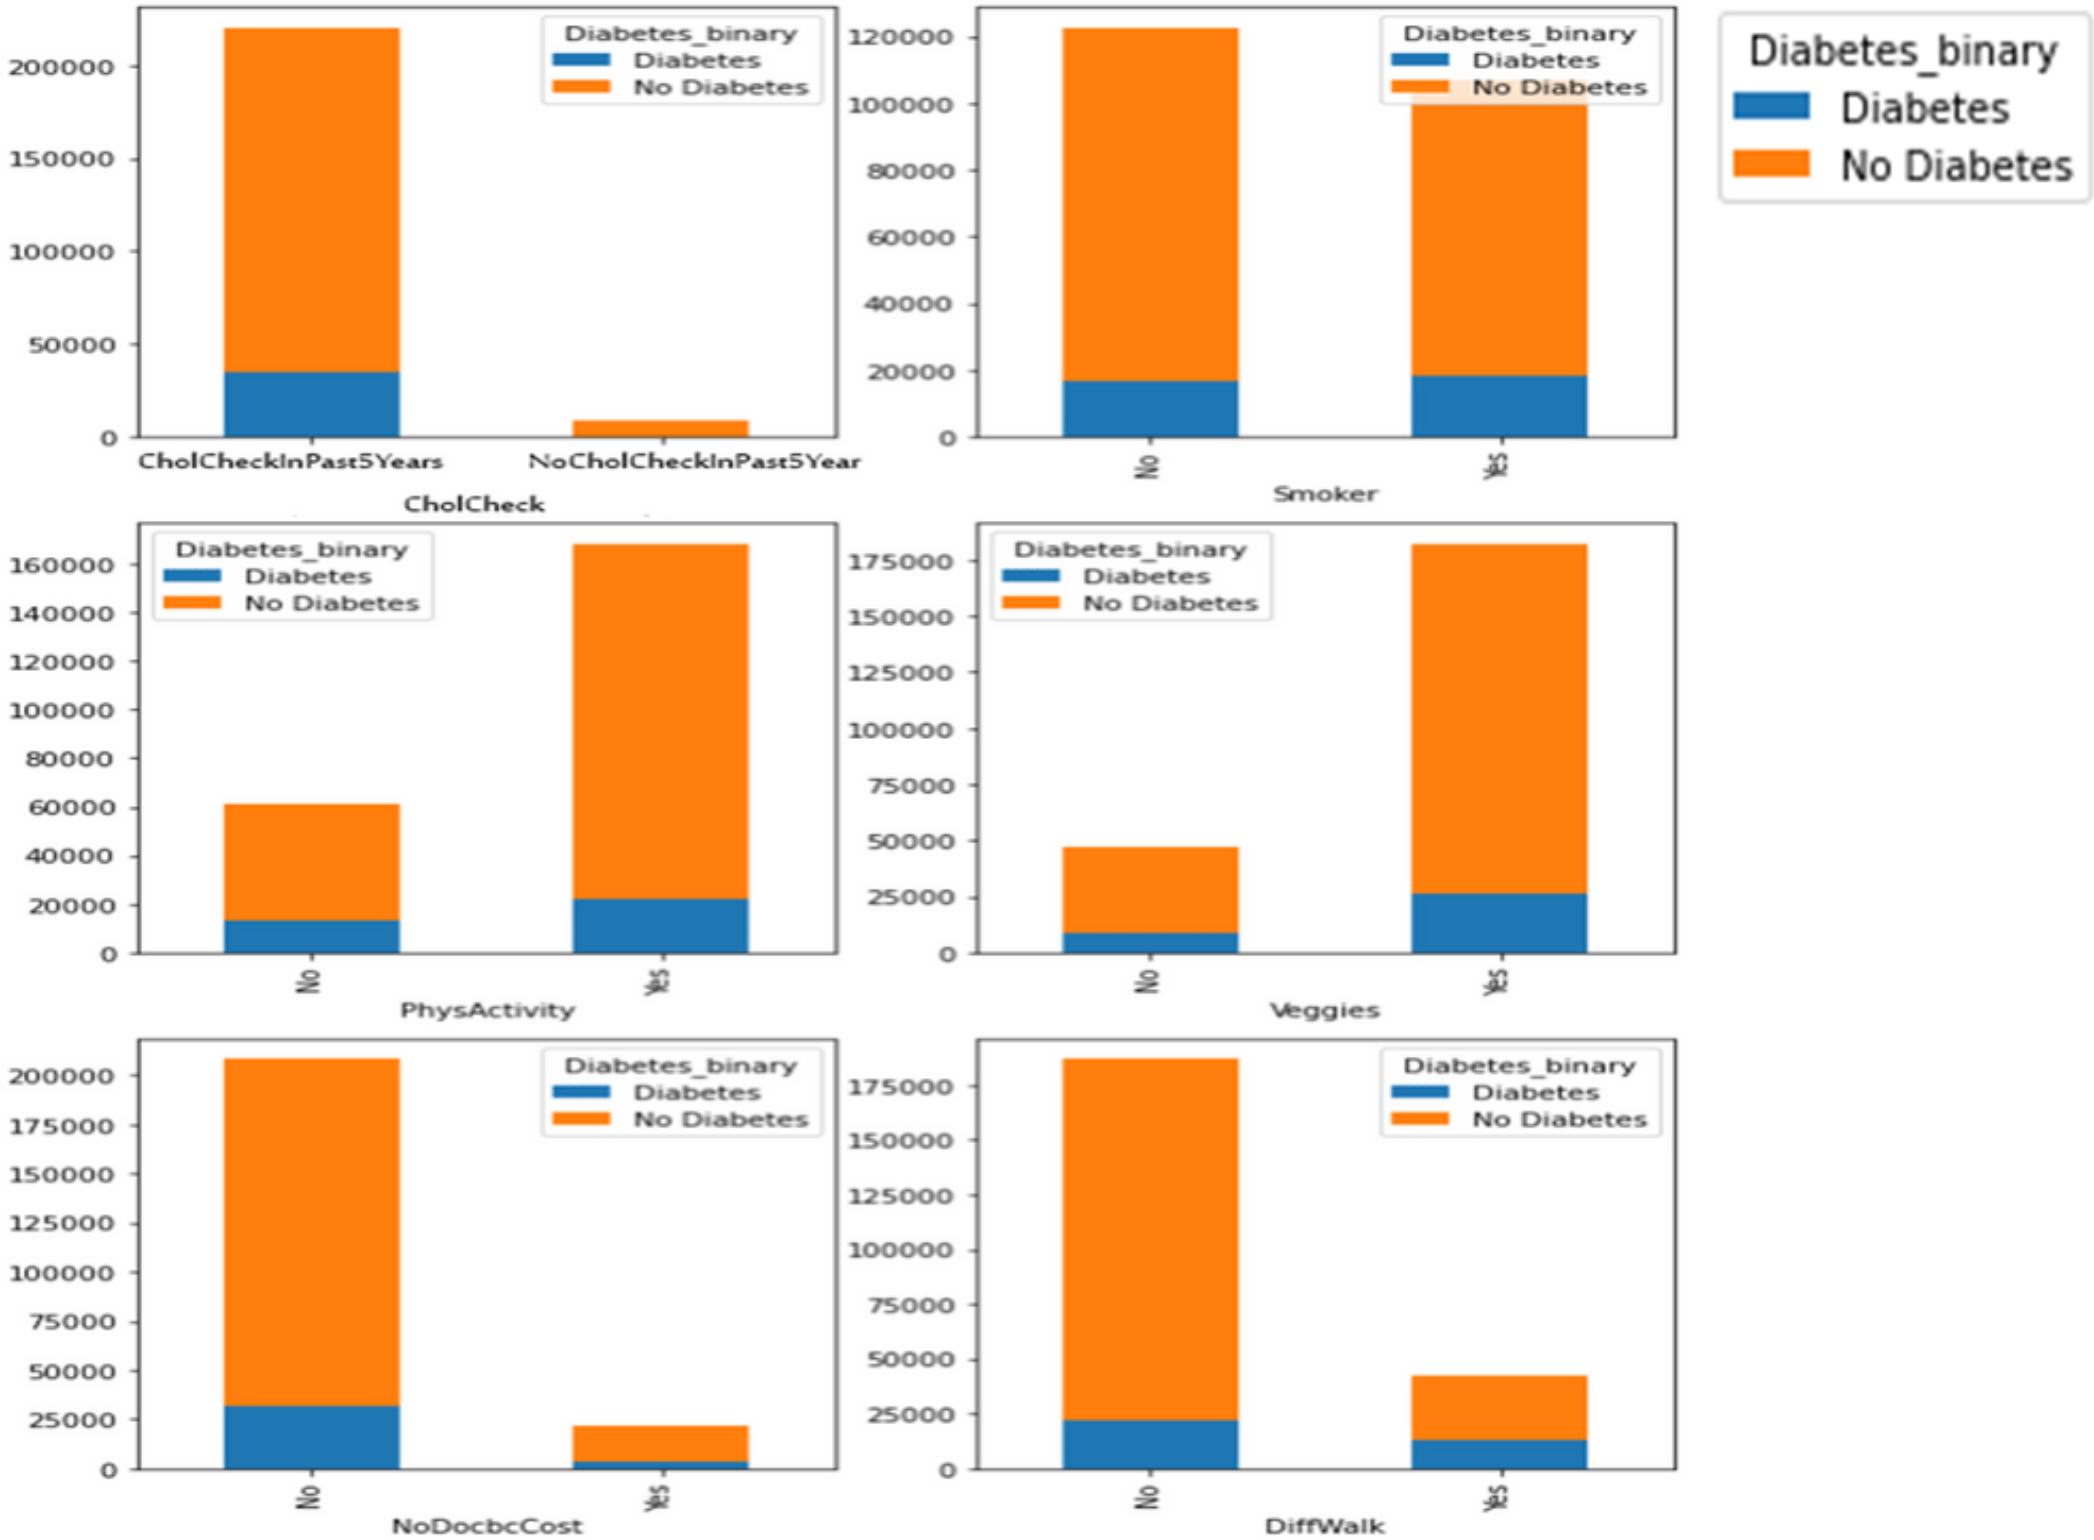 Diabetes_binary
Diabetes
No Diabetes
200000
150000
100000
50000
0
CholCheckInPast5Years
NoCholCheckInPast5Year
CholCheck
Diabetes_binary
Diabetes
No Diabetes
120000
100000
80000
60000
40000
20000
0
No
Yes
Smoker
Diabetes_binary
Diabetes
No Diabetes
Diabetes_binary
Diabetes
No Diabetes
160000
140000
120000
100000
80000
60000
40000
20000
0
No
Yes
PhysActivity
Diabetes_binary
Diabetes
No Diabetes
175000
150000
125000
100000
75000
50000
25000
0
No
Yes
Veggies
Diabetes_binary
Diabetes
No Diabetes
200000
175000
150000
125000
100000
75000
50000
25000
0
No
Yes
NoDocbcCost
Diabetes_binary
Diabetes
No Diabetes
175000
150000
125000
100000
75000
50000
25000
0
No
Yes
DiffWalk